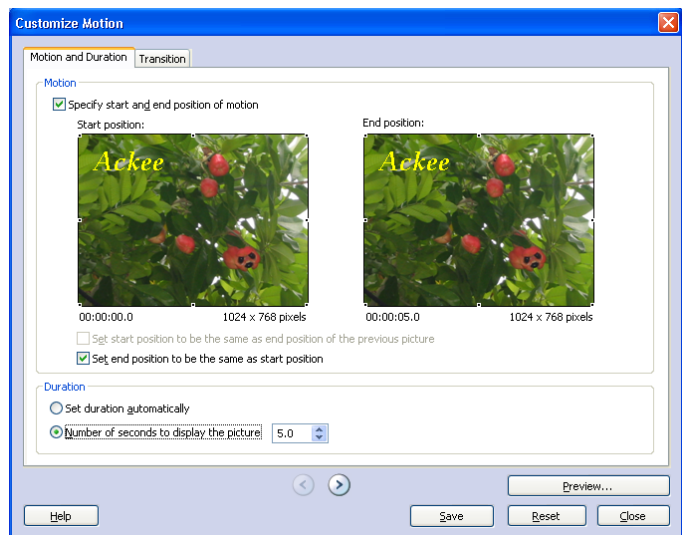 Customize Motion
Motion and Duration
Transition
Motion
Specify start and end position of motion
Start position:
End position:
Ackee
Ackee
00:00:00.0
1024 x 768 pixels
00:00:05.0
1024 x 768 pixels
Set start position to be the same as end position of the previous picture
Set end position to be the same as start position
Duration
Set duration automatically
Number of seconds to display the picture
5.0
Preview...
Help
Save
Reset
Close